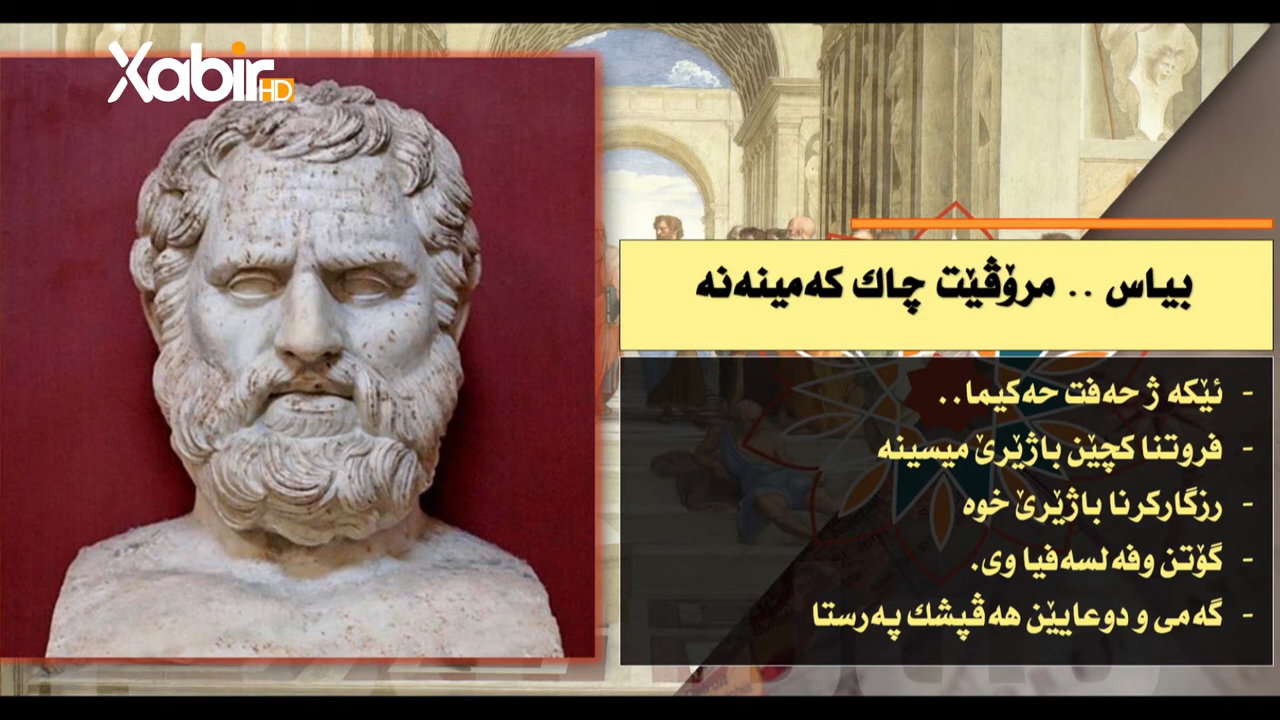 Xabir HD
بیاس .. مرۆڤێت چاك كەمینەنە
- ئێكە ژ حەفت حەكیما..
- فروتنا كچێن باژێرێ میسینە
- رزگاركرنا باژێرێ خوە
- گۆتن وفەلسەفیا وی.
- گەمی و دوعایێن هەڤپشك پەرستا